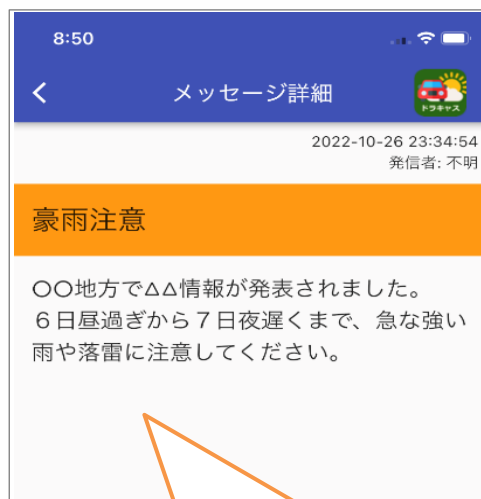 8:50
メッセージ詳細
ドラキャス
2022-10-26 23:34:54
発信者: 不明
豪雨注意
〇〇地方で△△情報が発表されました。
６日昼過ぎから７日夜遅くまで、急な強い
雨や落雷に注意してください。